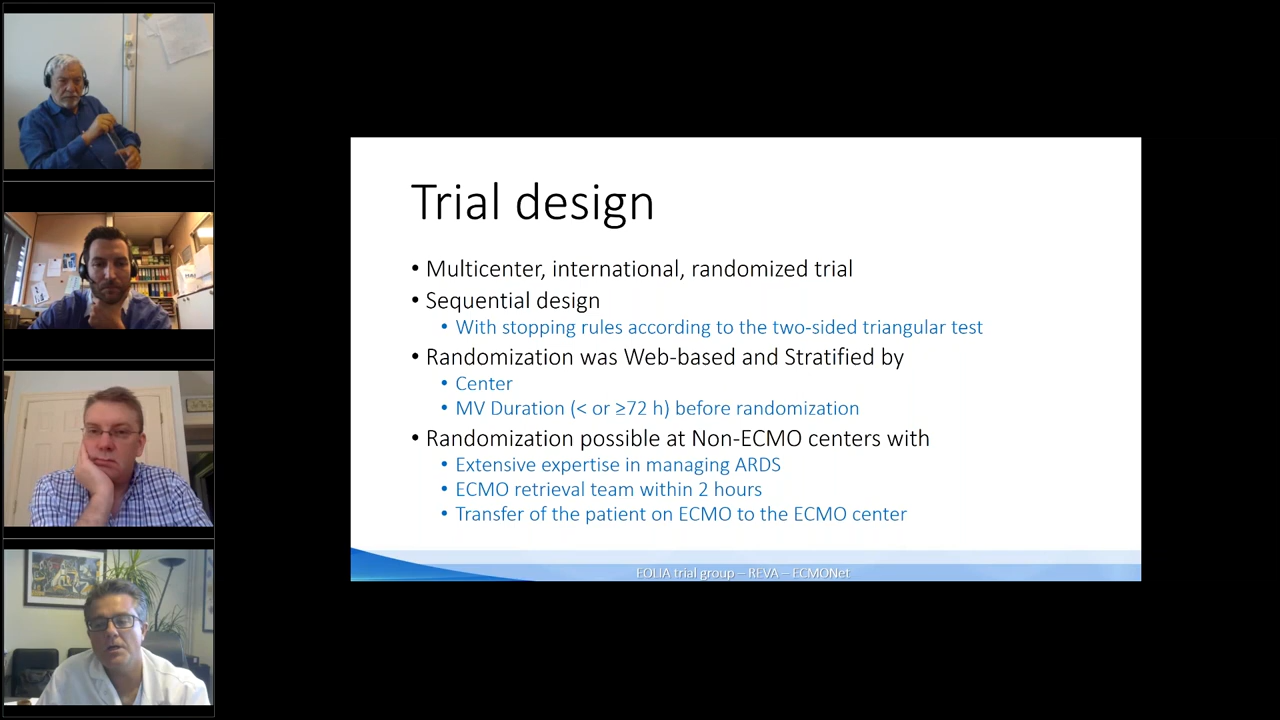 Trial design
• Multicenter, international, randomized trial
• Sequential design
• With stopping rules according to the two-sided triangular test
• Randomization was Web-based and Stratified by
• Center
• MV Duration (< or ≥72 h) before randomization
• Randomization possible at Non-ECMO centers with
• Extensive expertise in managing ARDS
• ECMO retrieval team within 2 hours
• Transfer of the patient on ECMO to the ECMO center
EOLIA trial group – REVA – ECMONet